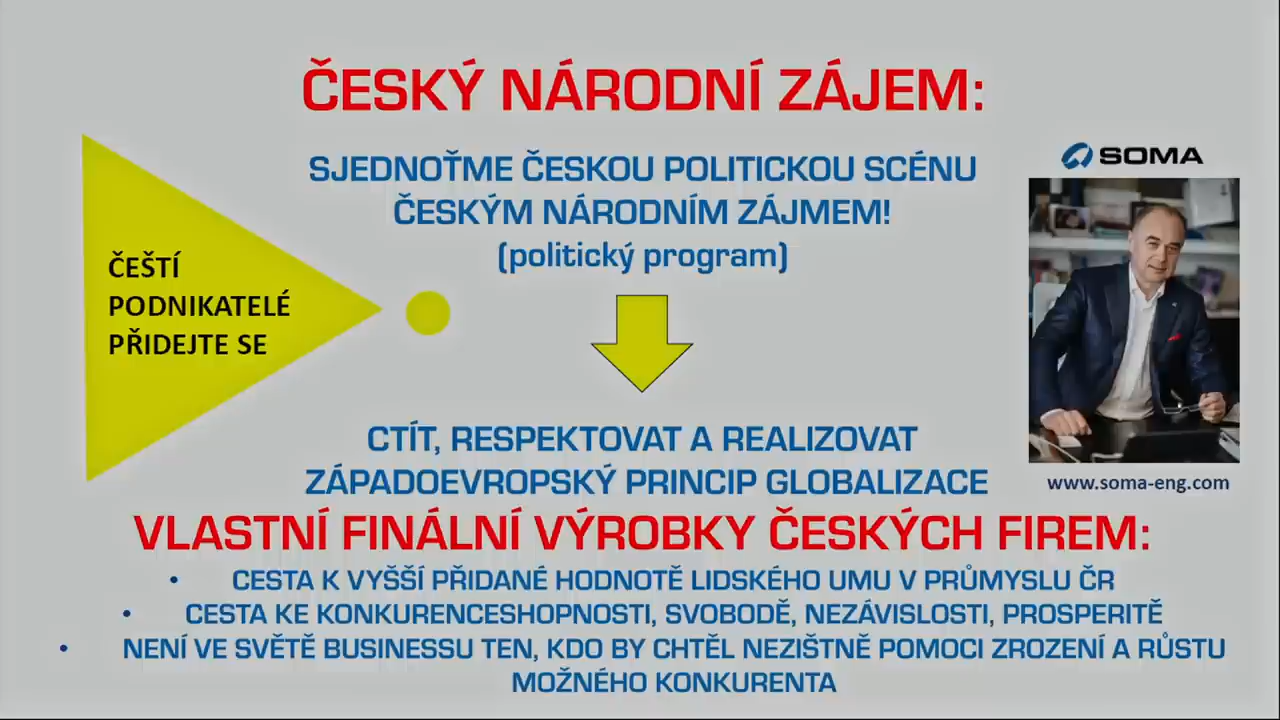 ČESKÝ NÁRODNÍ ZÁJEM:
SJEDNOŤME ČESKOU POLITICKOU SCÉNU
ČESKÝM NÁRODNÍM ZÁJMEM!
(politický program)
ČEŠTÍ
PODNIKATELÉ
PŘIDEJTE SE
SOMA
www.soma-eng.com
CTÍT, RESPEKTOVAT A REALIZOVAT
ZÁPADOEVROPSKÝ PRINCIP GLOBALIZACE
VLASTNÍ FINÁLNÍ VÝROBKY ČESKÝCH FIREM:
• CESTA K VYŠŠÍ PŘIDANÉ HODNOTĚ LIDSKÉHO UMU V PRŮMYSLU ČR
• CESTA KE KONKURENCESHOPNOSTI, SVOBODĚ, NEZÁVISLOSTI, PROSPERITĚ
• NENÍ VE SVĚTĚ BUSINESSU TEN, KDO BY CHTĚL NEZIŠTNĚ POMOCI ZROZENÍ A RŮSTU
MOŽNÉHO KONKURENTA